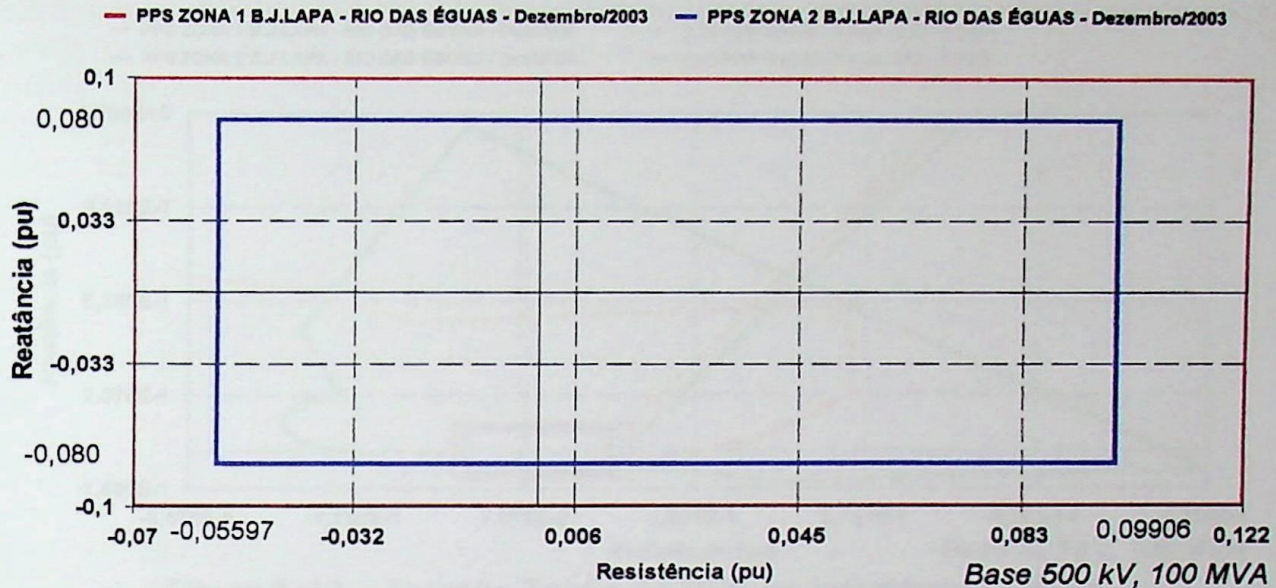 PPS ZONA 1 B.J.LAPA - RIO DAS ÉGUAS - Dezembro/2003 PPS ZONA 2 B.J.LAPA - RIO DAS ÉGUAS - Dezembro/2003
0,1
0,080
0,033
-0,033
-0,080
-0,1
Reatância (pu)
-0,07 -0,05597 -0,032 0,006 0,045 0,083 0,09906 0,122
Resistência (pu)
Base 500 kV, 100 MVA